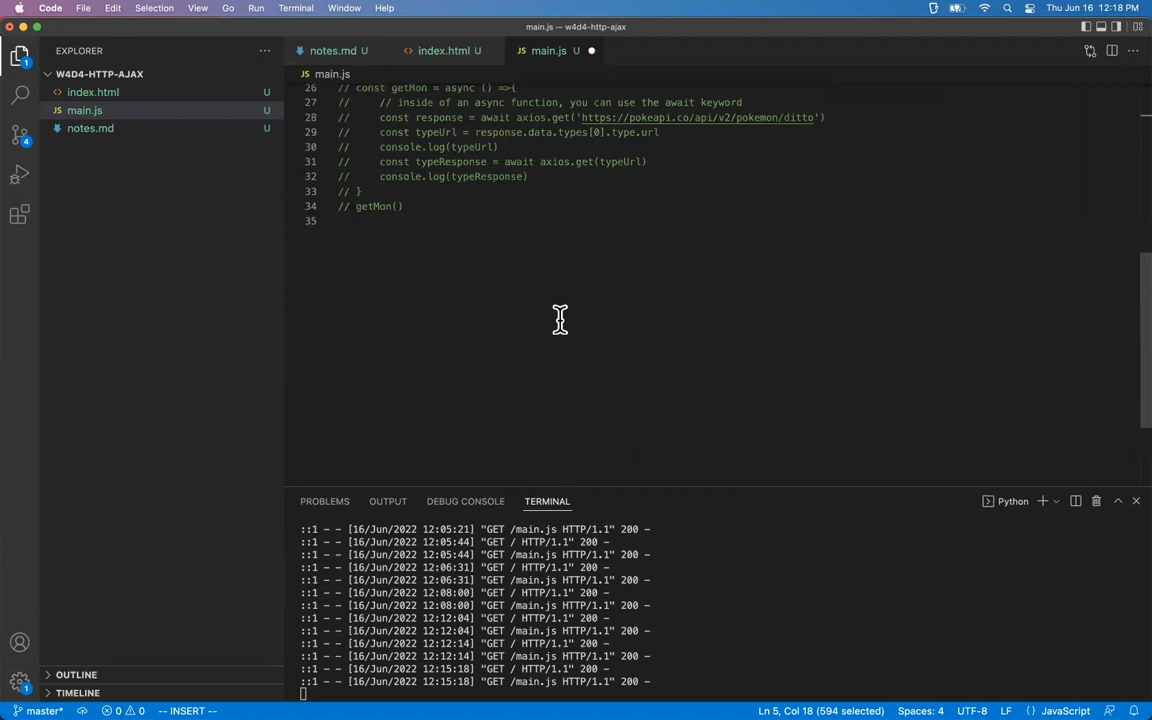 Code File Edit Selection View Go Run Terminal Window Help Thu Jun 16 12:18 PM
main.js — w4d4-http-ajax
EXPLORER
notes.md U
index.html U
main.js U
W4D4-HTTP-AJAX
main.js
index.html U
main.js U
notes.md U
26 // const getMon = async () =>{
27 // // inside of an async function, you can use the await keyword
28 // const response = await axios.get('https://pokeapi.co/api/v2/pokemon/ditto')
29 // const typeUrl = response.data.types[0].type.url
30 // console.log(typeUrl)
31 // const typeResponse = await axios.get(typeUrl)
32 // console.log(typeResponse)
33 // }
34 // getMon()
35
1
4
PROBLEMS OUTPUT DEBUG CONSOLE TERMINAL Python
::1 - - [16/Jun/2022 12:05:21] "GET /main.js HTTP/1.1" 200 -
::1 - - [16/Jun/2022 12:05:44] "GET / HTTP/1.1" 200 -
::1 - - [16/Jun/2022 12:05:44] "GET /main.js HTTP/1.1" 200 -
::1 - - [16/Jun/2022 12:06:31] "GET / HTTP/1.1" 200 -
::1 - - [16/Jun/2022 12:06:31] "GET /main.js HTTP/1.1" 200 -
::1 - - [16/Jun/2022 12:08:00] "GET / HTTP/1.1" 200 -
::1 - - [16/Jun/2022 12:08:00] "GET /main.js HTTP/1.1" 200 -
::1 - - [16/Jun/2022 12:12:04] "GET / HTTP/1.1" 200 -
::1 - - [16/Jun/2022 12:12:04] "GET /main.js HTTP/1.1" 200 -
::1 - - [16/Jun/2022 12:12:14] "GET / HTTP/1.1" 200 -
::1 - - [16/Jun/2022 12:12:14] "GET /main.js HTTP/1.1" 200 -
::1 - - [16/Jun/2022 12:15:18] "GET / HTTP/1.1" 200 -
::1 - - [16/Jun/2022 12:15:18] "GET /main.js HTTP/1.1" 200 -
OUTLINE
TIMELINE
1
master* 0 0 -- INSERT -- Ln 5, Col 18 (594 selected) Spaces: 4 UTF-8 LF JavaScript